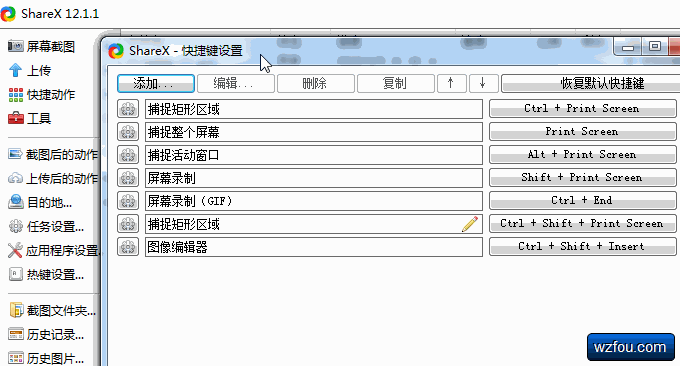 ShareX 12.1.1
屏幕截图
上传
快捷动作
工具
截图后的动作
上传后的动作
目的地...
任务设置...
应用程序设置...
热键设置...
截图文件夹...
历史记录...
历史图片...
ShareX - 快捷键设置
添加... 编辑... 删除 复制 ↑ ↓ 恢复默认快捷键
捕捉矩形区域 Ctrl + Print Screen
捕捉整个屏幕 Print Screen
捕捉活动窗口 Alt + Print Screen
屏幕录制 Shift + Print Screen
屏幕录制（GIF） Ctrl + End
捕捉矩形区域 Ctrl + Shift + Print Screen
图像编辑器 Ctrl + Shift + Insert
wzfou.com